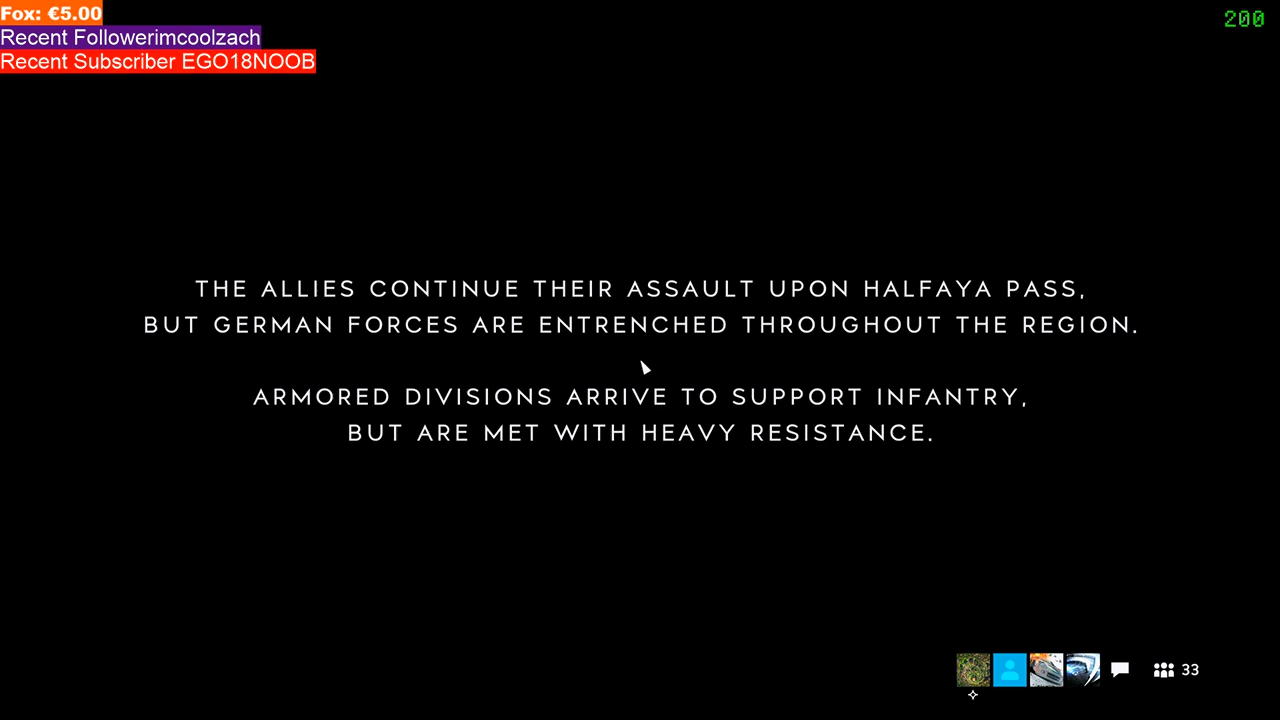 Fox: €5.00
200
Recent Followerimcoolzach
Recent Subscriber EGO18NOOB
THE ALLIES CONTINUE THEIR ASSAULT UPON HALFAYA PASS,
BUT GERMAN FORCES ARE ENTRENCHED THROUGHOUT THE REGION.
ARMORED DIVISIONS ARRIVE TO SUPPORT INFANTRY,
BUT ARE MET WITH HEAVY RESISTANCE.
33